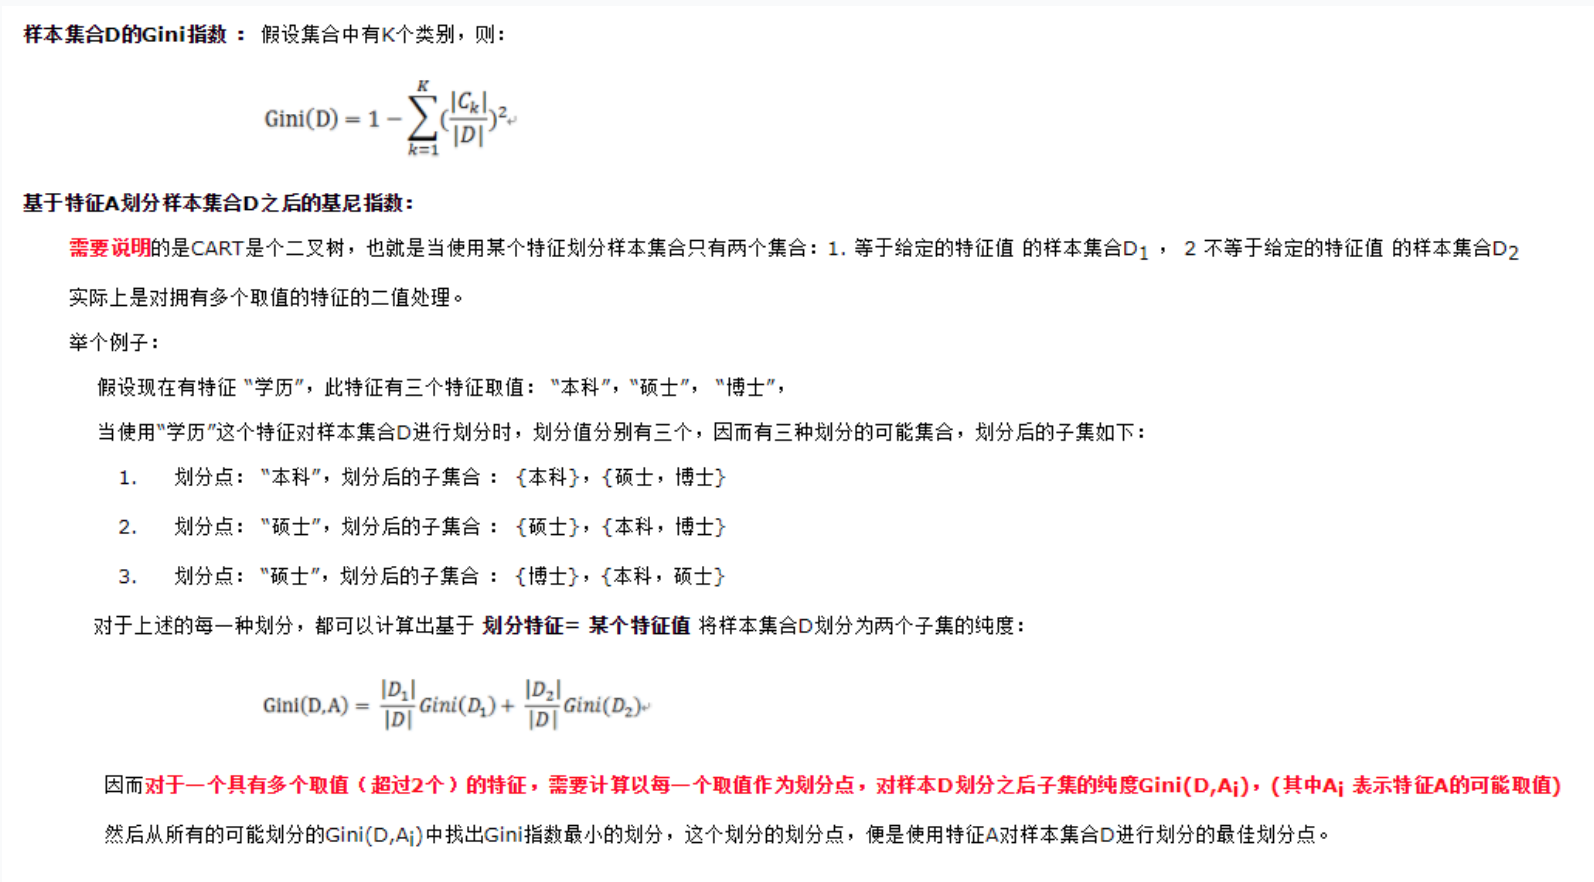 样本集合D的Gini指数 ： 假设集合中有K个类别，则：
Gini(D) = 1 − ∑_{k=1}^{K} (|C_k| / |D|)²
基于特征A划分样本集合D之后的基尼指数：
需要说明的是CART是个二叉树，也就是当使用某个特征划分样本集合只有两个集合：1. 等于给定的特征值 的样本集合D₁ ， 2 不等于给定的特征值 的样本集合D₂
实际上是对拥有多个取值的特征的二值处理。
举个例子：
假设现在有特征 “学历”，此特征有三个特征取值： “本科”，“硕士”， “博士”，
当使用“学历”这个特征对样本集合D进行划分时，划分值分别有三个，因而有三种划分的可能集合，划分后的子集如下：
1. 划分点： “本科”，划分后的子集合 ： {本科}，{硕士，博士}
2. 划分点： “硕士”，划分后的子集合 ： {硕士}，{本科，博士}
3. 划分点： “硕士”，划分后的子集合 ： {博士}，{本科，硕士}
对于上述的每一种划分，都可以计算出基于 划分特征= 某个特征值 将样本集合D划分为两个子集的纯度：
Gini(D,A) = |D₁| / |D| Gini(D₁) + |D₂| / |D| Gini(D₂)
因而对于一个具有多个取值（超过2个）的特征，需要计算以每一个取值作为划分点，对样本D划分之后子集的纯度Gini(D,Aᵢ)，(其中Aᵢ 表示特征A的可能取值)
然后从所有的可能划分的Gini(D,Aᵢ)中找出Gini指数最小的划分，这个划分的划分点，便是使用特征A对样本集合D进行划分的最佳划分点。